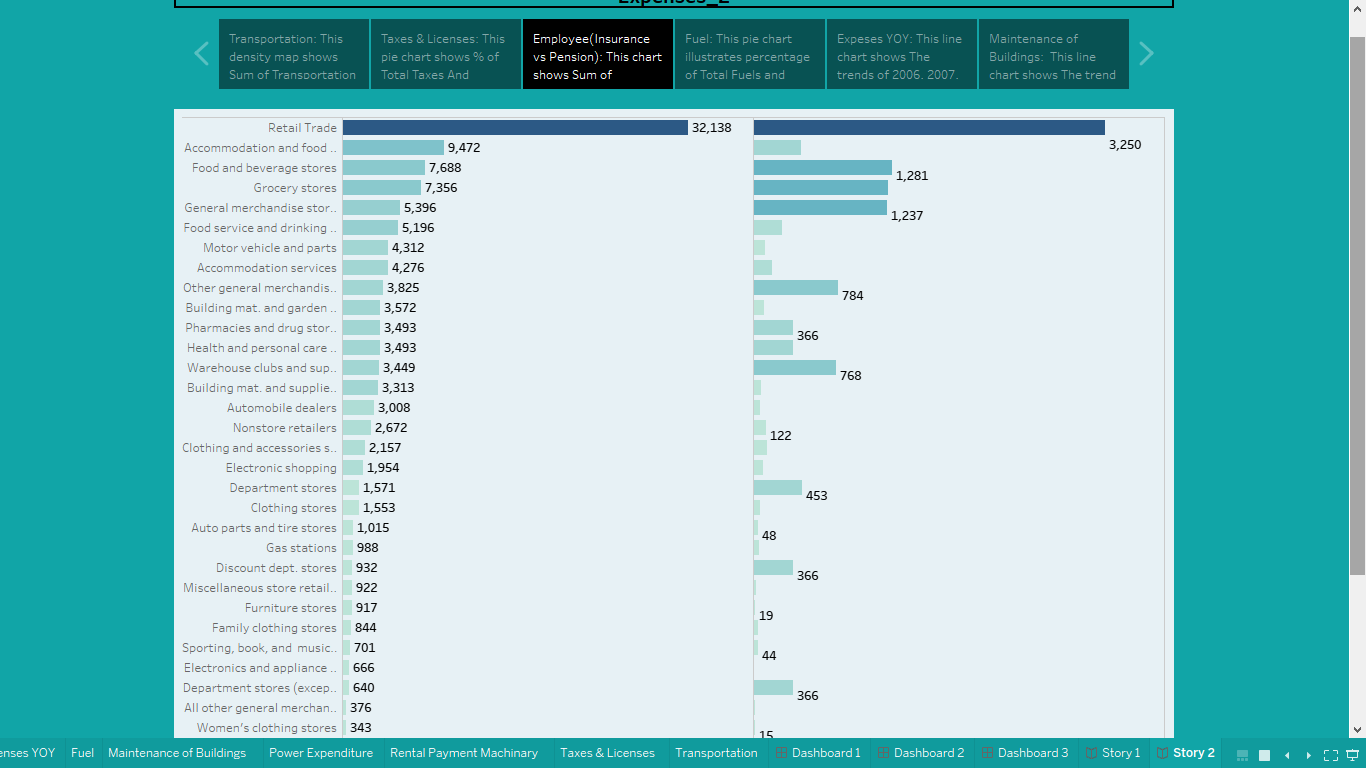 Expenses_2
Transportation: This
density map shows
Sum of Transportation
Taxes & Licenses: This
pie chart shows % of
Total Taxes And
Employee(Insurance
vs Pension): This chart
shows Sum of
Fuel: This pie chart
illustrates percentage
of Total Fuels and
Expeses YOY: This line
chart shows The
trends of 2006. 2007.
Maintenance of
Buildings: This line
chart shows The trend
Retail Trade 32,138
3,250
Accommodation and food .. 9,472
Food and beverage stores 7,688 1,281
Grocery stores 7,356
General merchandise stor.. 5,396 1,237
Food service and drinking .. 5,196
Motor vehicle and parts 4,312
Accommodation services 4,276
Other general merchandis.. 3,825 784
Building mat. and garden .. 3,572
Pharmacies and drug stor.. 3,493 366
Health and personal care .. 3,493
Warehouse clubs and sup.. 3,449 768
Building mat. and supplie.. 3,313
Automobile dealers 3,008
Nonstore retailers 2,672 122
Clothing and accessories s.. 2,157
Electronic shopping 1,954
Department stores 1,571 453
Clothing stores 1,553
Auto parts and tire stores 1,015 48
Gas stations 988
Discount dept. stores 932 366
Miscellaneous store retail.. 922
Furniture stores 917 19
Family clothing stores 844
Sporting, book, and music.. 701 44
Electronics and appliance .. 666
Department stores (excep.. 640 366
All other general merchan.. 376
Women's clothing stores 343 15
enses YOY Fuel Maintenance of Buildings Power Expenditure Rental Payment Machinary Taxes & Licenses Transportation Dashboard 1 Dashboard 2 Dashboard 3 Story 1 Story 2